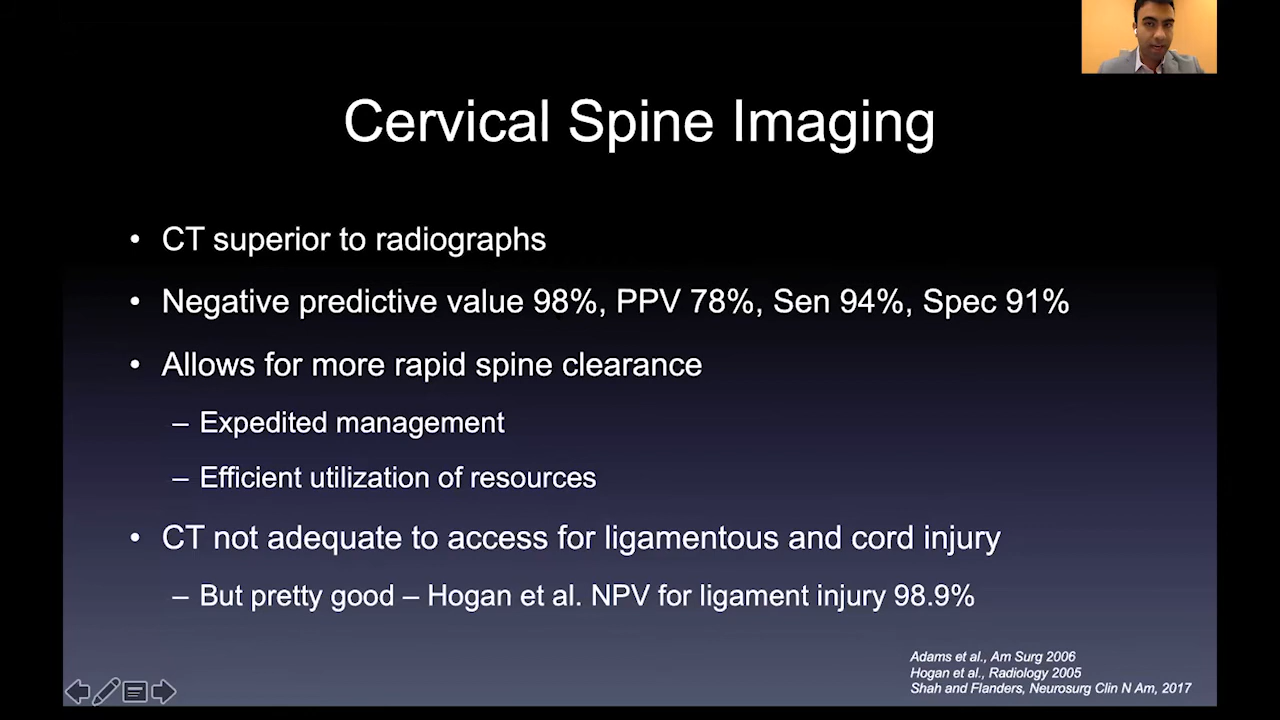 Cervical Spine Imaging
• CT superior to radiographs
• Negative predictive value 98%, PPV 78%, Sen 94%, Spec 91%
• Allows for more rapid spine clearance
– Expedited management
– Efficient utilization of resources
• CT not adequate to access for ligamentous and cord injury
– But pretty good – Hogan et al. NPV for ligament injury 98.9%
Adams et al., Am Surg 2006
Hogan et al., Radiology 2005
Shah and Flanders, Neurosurg Clin N Am, 2017